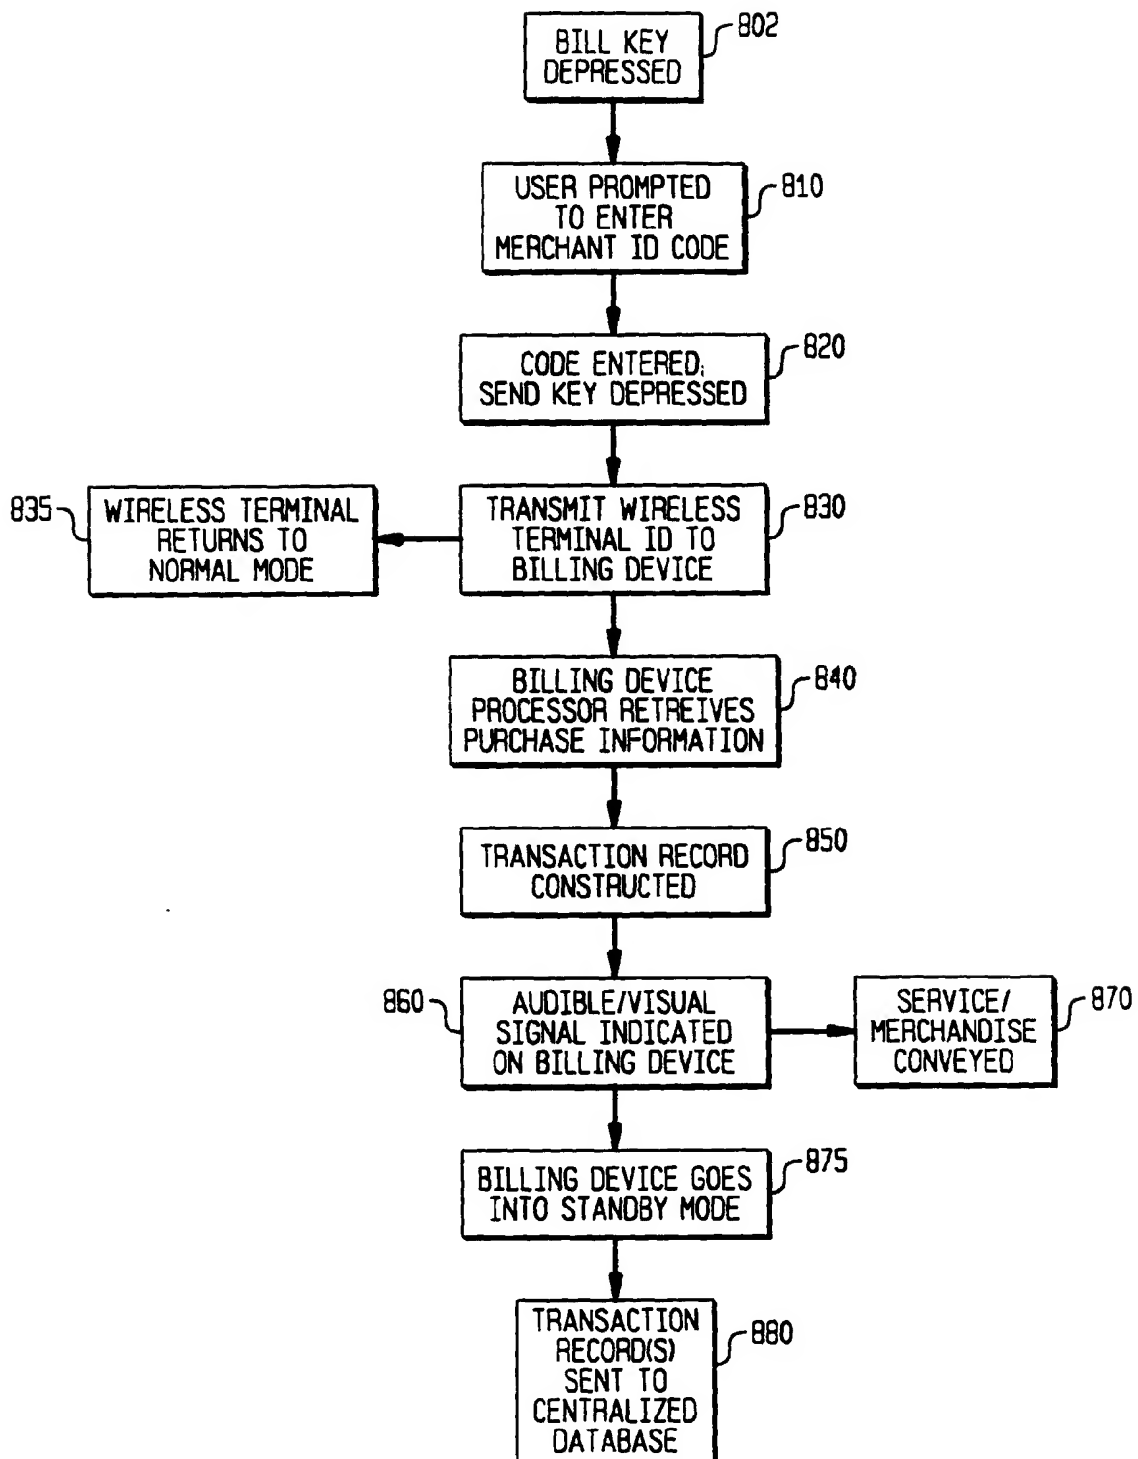 802
BILL KEY
DEPRESSED
810
USER PROMPTED
TO ENTER
MERCHANT ID CODE
820
CODE ENTERED;
SEND KEY DEPRESSED
835
WIRELESS TERMINAL
RETURNS TO
NORMAL MODE
830
TRANSMIT WIRELESS
TERMINAL ID TO
BILLING DEVICE
840
BILLING DEVICE
PROCESSOR RETREIVES
PURCHASE INFORMATION
850
TRANSACTION RECORD
CONSTRUCTED
860
AUDIBLE/VISUAL
SIGNAL INDICATED
ON BILLING DEVICE
870
SERVICE/
MERCHANDISE
CONVEYED
875
BILLING DEVICE GOES
INTO STANDBY MODE
880
TRANSACTION
RECORD(S)
SENT TO
CENTRALIZED
DATABASE